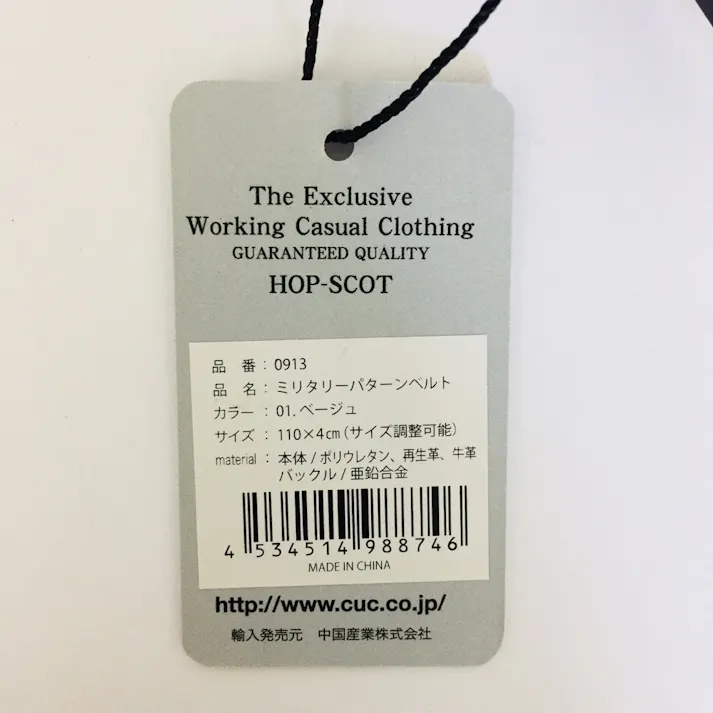 The Exclusive
Working Casual Clothing
GUARANTEED QUALITY
HOP-SCOT
品 番 : 0913
品 名 : ミリタリーパターンベルト
カラー : 01. ベージュ
サイズ : 110×4㎝(サイズ調整可能)
material : 本体 / ポリウレタン、再生革、牛革
バックル / 亜鉛合金
4 534514 988746
MADE IN CHINA
http://www.cuc.co.jp/
輸入発売元 中国産業株式会社